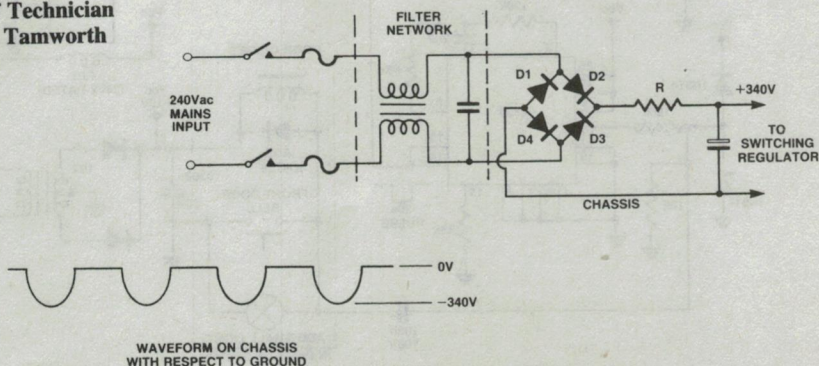 Technician
Tamworth
FILTER
NETWORK
240Vac
MAINS
INPUT
D1
D2
D4
D3
R
+340V
TO
SWITCHING
REGULATOR
CHASSIS
0V
−340V
WAVEFORM ON CHASSIS
WITH RESPECT TO GROUND